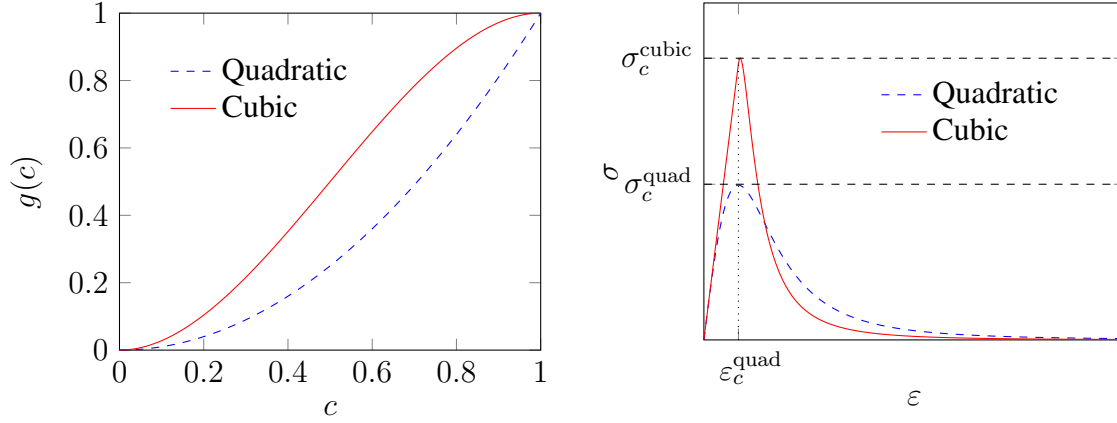 1
0.8
0.6
0.4
0.2
0
g(c)
Quadratic
Cubic
0 0.2 0.4 0.6 0.8 1
c
σ_c^cubic
σ
σ_c^quad
Quadratic
Cubic
ε_c^quad
ε